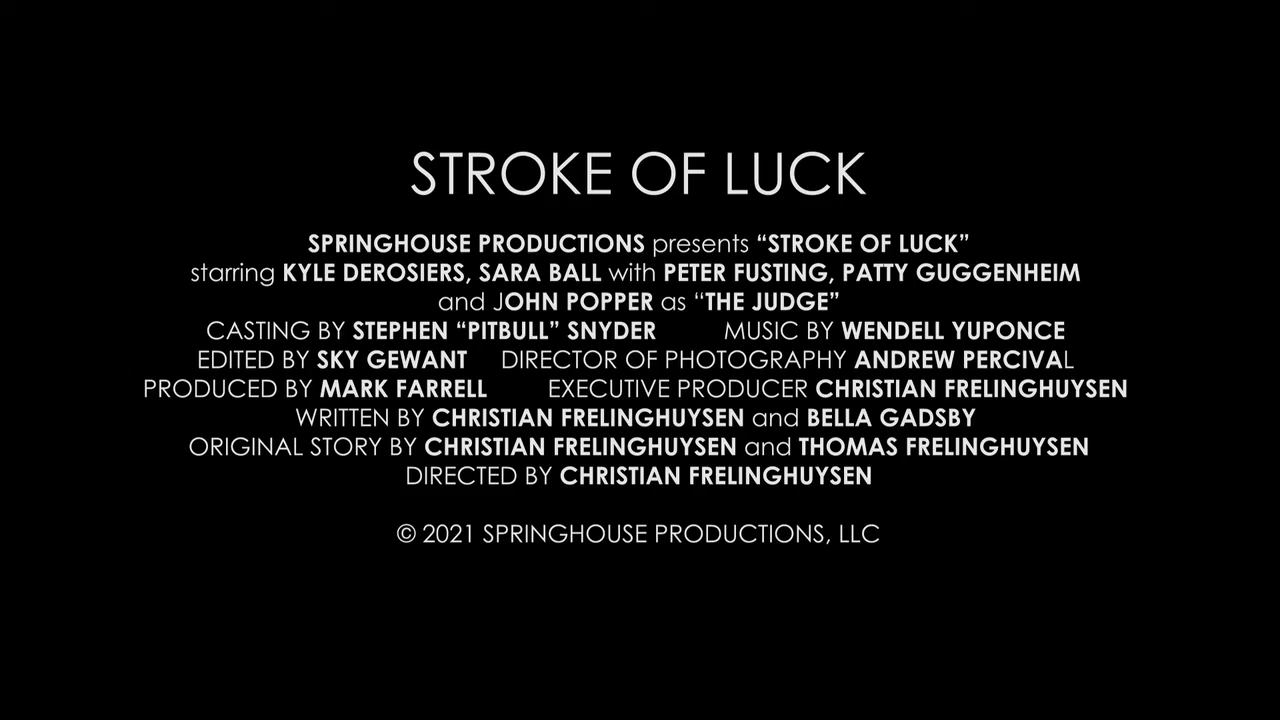 STROKE OF LUCK
SPRINGHOUSE PRODUCTIONS presents “STROKE OF LUCK”
starring KYLE DEROSIERS, SARA BALL with PETER FUSTING, PATTY GUGGENHEIM
and JOHN POPPER as “THE JUDGE”
CASTING BY STEPHEN “PITBULL” SNYDER MUSIC BY WENDELL YUPONCE
EDITED BY SKY GEWANT DIRECTOR OF PHOTOGRAPHY ANDREW PERCIVAL
PRODUCED BY MARK FARRELL EXECUTIVE PRODUCER CHRISTIAN FRELINGHUYSEN
WRITTEN BY CHRISTIAN FRELINGHUYSEN and BELLA GADSBY
ORIGINAL STORY BY CHRISTIAN FRELINGHUYSEN and THOMAS FRELINGHUYSEN
DIRECTED BY CHRISTIAN FRELINGHUYSEN
© 2021 SPRINGHOUSE PRODUCTIONS, LLC